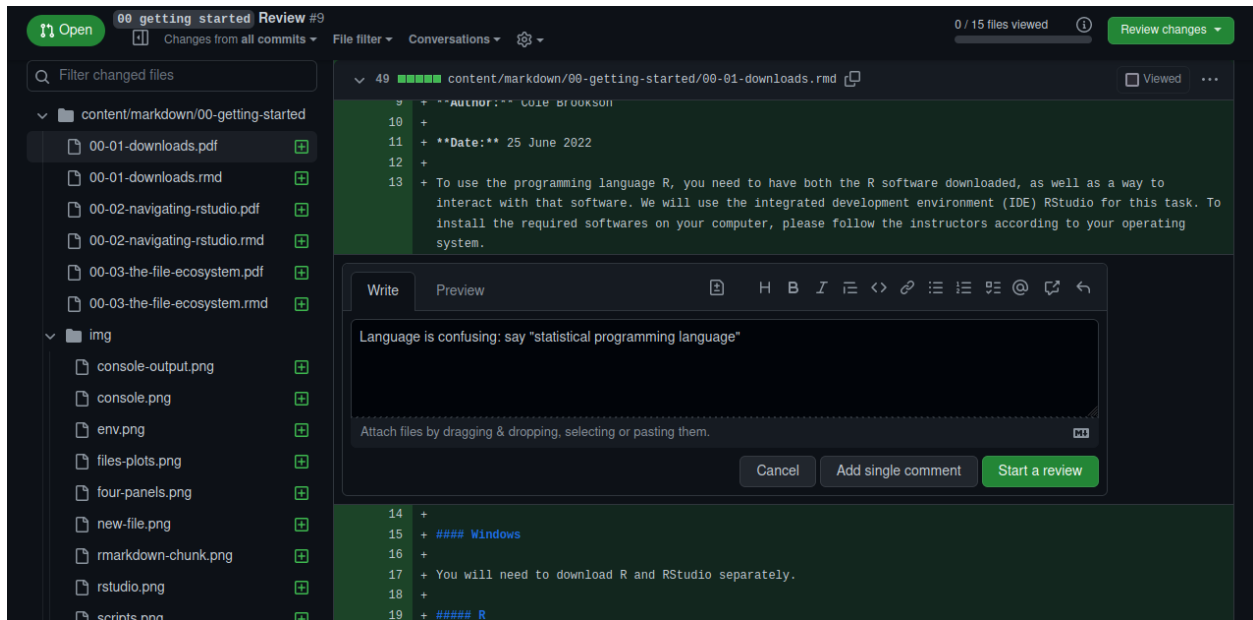 Open
00 getting started Review #9
Changes from all commits
File filter
Conversations
0 / 15 files viewed
Review changes
Filter changed files
content/markdown/00-getting-started
00-01-downloads.pdf
00-01-downloads.rmd
00-02-navigating-rstudio.pdf
00-02-navigating-rstudio.rmd
00-03-the-file-ecosystem.pdf
00-03-the-file-ecosystem.rmd
img
console-output.png
console.png
env.png
files-plots.png
four-panels.png
new-file.png
rmarkdown-chunk.png
rstudio.png
scripts.png
49 content/markdown/00-getting-started/00-01-downloads.rmd
Viewed
9 + **Author:** Cole Brookson
10 +
11 + **Date:** 25 June 2022
12 +
13 + To use the programming language R, you need to have both the R software downloaded, as well as a way to
interact with that software. We will use the integrated development environment (IDE) RStudio for this task. To
install the required softwares on your computer, please follow the instructors according to your operating
system.
Write
Preview
Language is confusing: say "statistical programming language"
Attach files by dragging & dropping, selecting or pasting them.
Cancel
Add single comment
Start a review
14 +
15 + #### Windows
16 +
17 + You will need to download R and RStudio separately.
18 +
19 + ##### R